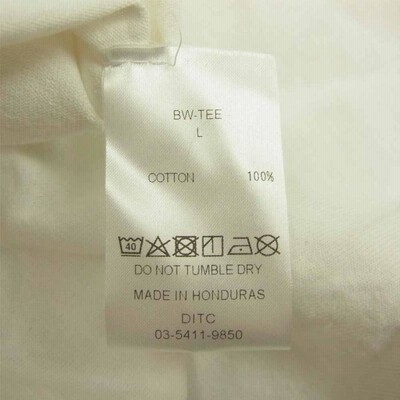 BW-TEE
L
COTTON 100%
40
DO NOT TUMBLE DRY
MADE IN HONDURAS
DITC
03-5411-9850